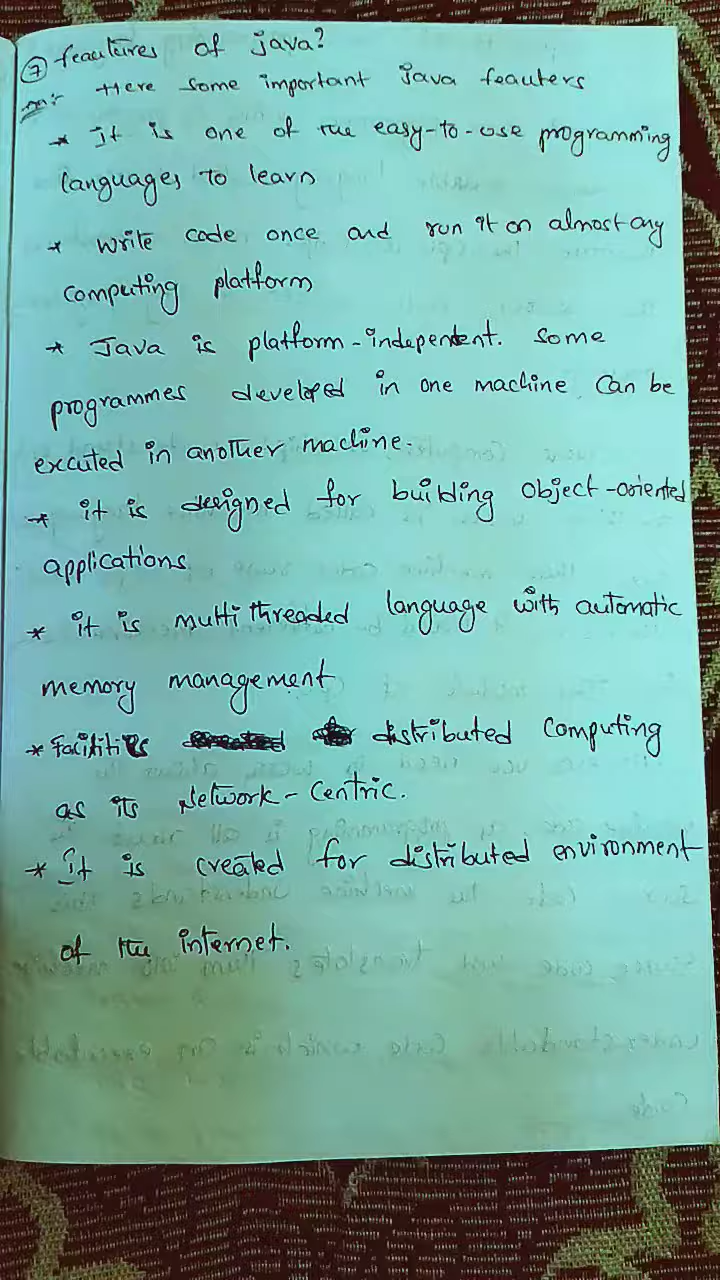 ⑦ feautures of java?
Ans:- Here some important java feauters
* It is one of the easy-to-use programming
languages to learn
* write code once and run it on almost any
computing platform
* Java is platform-independent. some
programmes developed in one machine can be
excuted in another machine.
* it is designed for building object-oriented
applications
* it is multi threaded language with automatic
memory management
* Facilities distributed computing
as its Network-centric.
* It is created for distributed environment
of the internet.